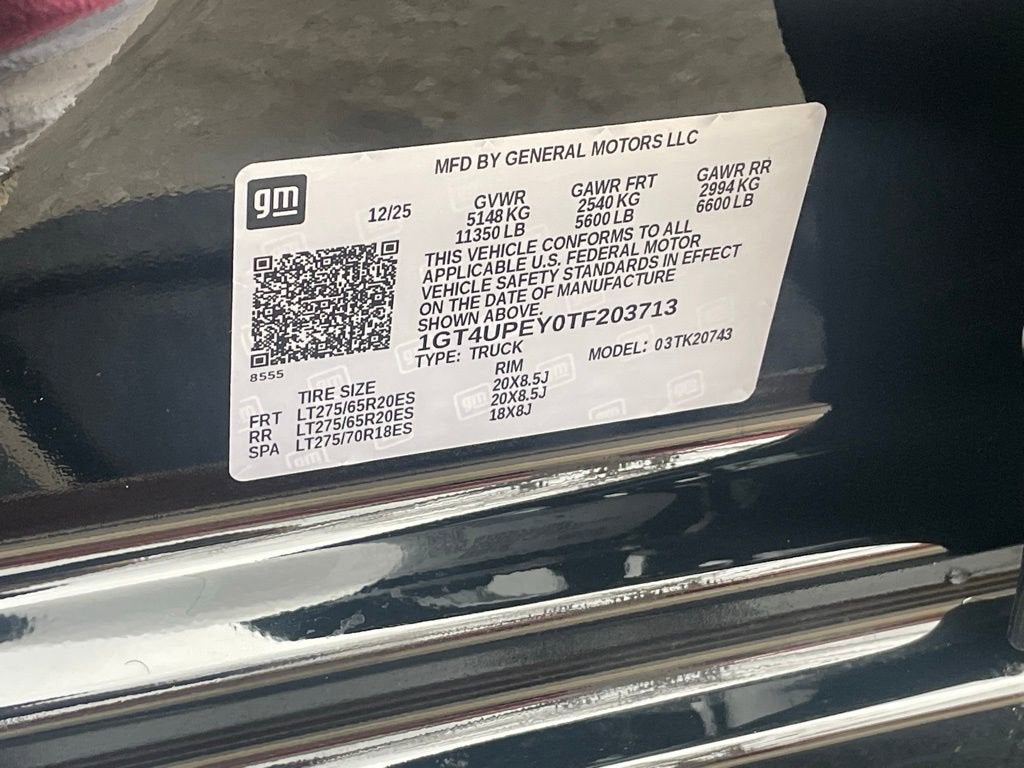 MFD BY GENERAL MOTORS LLC
gm
12/25
GVWR
5148 KG
11350 LB
GAWR FRT
2540 KG
5600 LB
GAWR RR
2994 KG
6600 LB
THIS VEHICLE CONFORMS TO ALL
APPLICABLE U.S. FEDERAL MOTOR
VEHICLE SAFETY STANDARDS IN EFFECT
ON THE DATE OF MANUFACTURE
SHOWN ABOVE.
1GT4UPEY0TF203713
TYPE: TRUCK
MODEL: 03TK20743
8555
TIRE SIZE RIM
FRT LT275/65R20ES 20X8.5J
RR LT275/65R20ES 20X8.5J
SPA LT275/70R18ES 18X8J